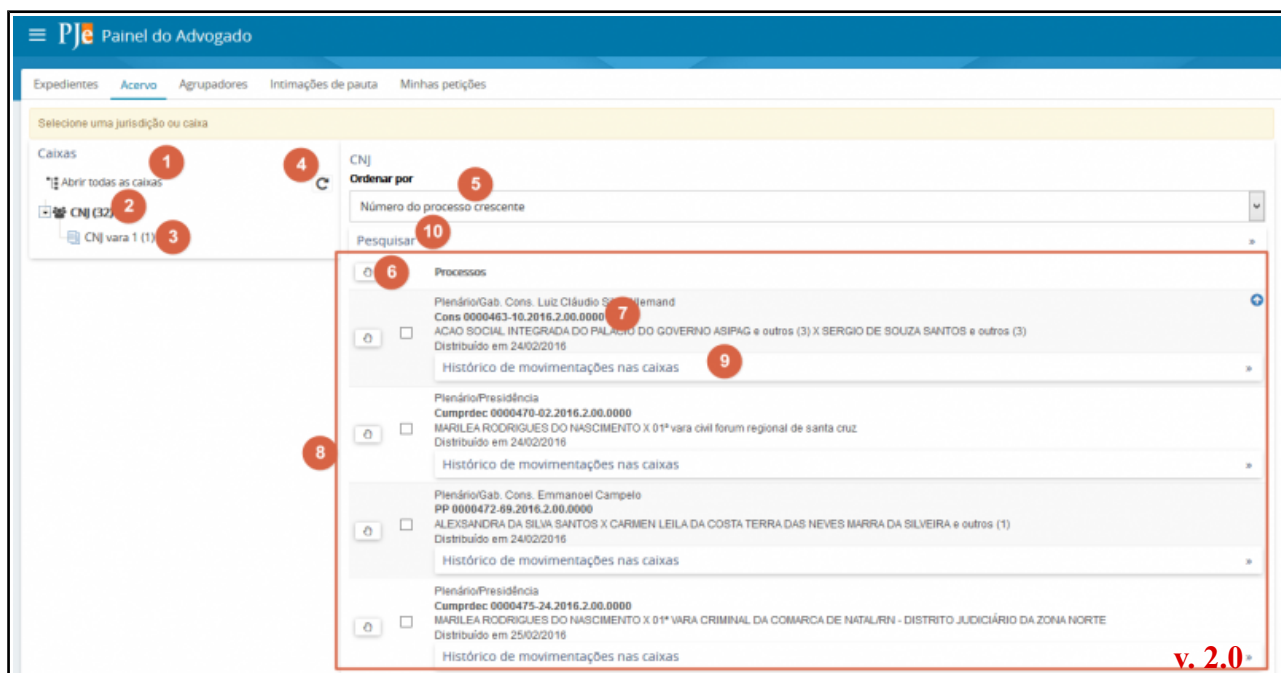 PJe Painel do Advogado
Expedientes Acervo Agrupadores Intimações de pauta Minhas petições
Selecione uma jurisdição ou caixa
Caixas
1
Abrir todas as caixas
4
2
CNJ (32)
CNJ vara 1 (1)
3
CNJ
Ordenar por
5
Número do processo crescente
Pesquisar
10
»
6
Processos
8
Plenário/Gab. Cons. Luiz Cláudio Allemand
Cons 0000463-10.2016.2.00.0000
7
ACAO SOCIAL INTEGRADA DO PALACIO DO GOVERNO ASIPAG e outros (3) X SERGIO DE SOUZA SANTOS e outros (3)
Distribuído em 24/02/2016
Histórico de movimentações nas caixas
9
»
Plenário/Presidência
Cumprdec 0000470-02.2016.2.00.0000
MARILEA RODRIGUES DO NASCIMENTO X 01ª vara civil forum regional de santa cruz
Distribuído em 24/02/2016
Histórico de movimentações nas caixas »
Plenário/Gab. Cons. Emmanoel Campelo
PP 0000472-69.2016.2.00.0000
ALEXSANDRA DA SILVA SANTOS X CARMEN LEILA DA COSTA TERRA DAS NEVES MARRA DA SILVEIRA e outros (1)
Distribuído em 24/02/2016
Histórico de movimentações nas caixas »
Plenário/Presidência
Cumprdec 0000475-24.2016.2.00.0000
MARILEA RODRIGUES DO NASCIMENTO X 01ª VARA CRIMINAL DA COMARCA DE NATAL/RN - DISTRITO JUDICIÁRIO DA ZONA NORTE
Distribuído em 25/02/2016
Histórico de movimentações nas caixas »
v. 2.0